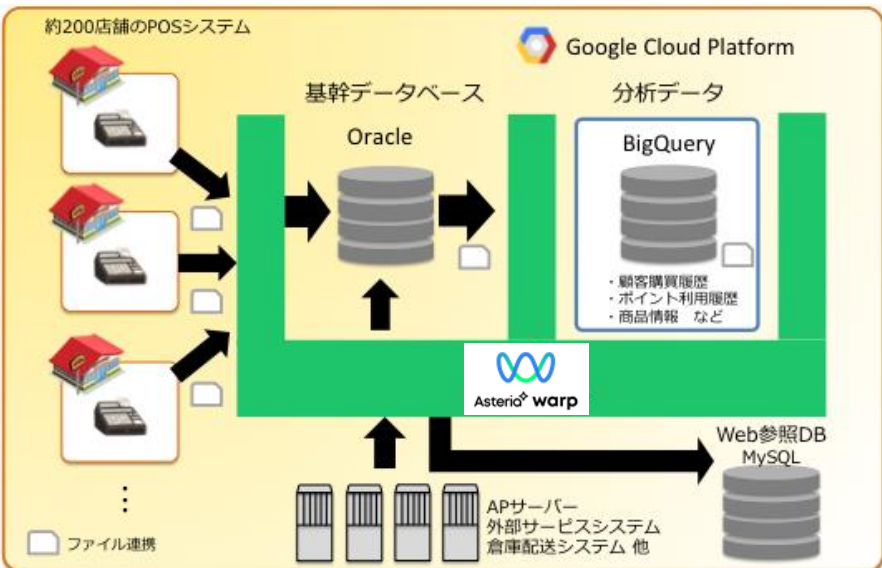 約200店舗のPOSシステム
Google Cloud Platform
基幹データベース
分析データ
Oracle
BigQuery
・顧客購買履歴
・ポイント利用履歴
・商品情報　など
Asteria warp
Web参照DB
MySQL
APサーバー
外部サービスシステム
倉庫配送システム 他
ファイル連携